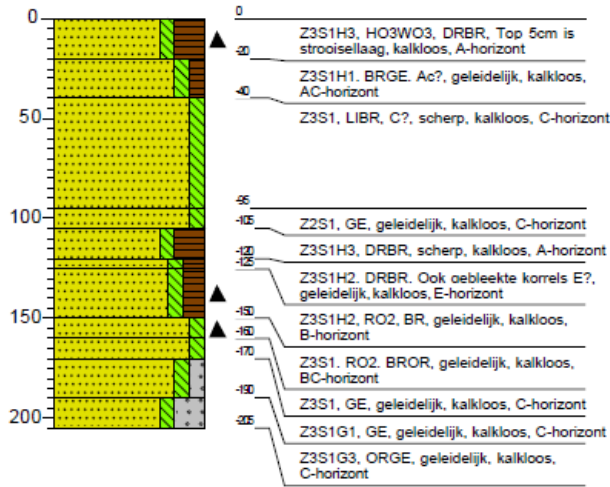 0
50
100
150
200
0
Z3S1H3, HO3WO3, DRBR, Top 5cm is
strooisellaag, kalkloos, A-horizont
-20
Z3S1H1. BRGE. Ac?, geleidelijk, kalkloos,
AC-horizont
-40
Z3S1, LIBR, C?, scherp, kalkloos, C-horizont
-95
Z2S1, GE, geleidelijk, kalkloos, C-horizont
-105
Z3S1H3, DRBR, scherp, kalkloos, A-horizont
-120
-125
Z3S1H2. DRBR. Ook gebleekte korrels E?,
geleidelijk, kalkloos, E-horizont
-150
Z3S1H2, RO2, BR, geleidelijk, kalkloos,
B-horizont
-160
Z3S1. RO2. BROR, geleidelijk, kalkloos,
BC-horizont
-170
Z3S1, GE, geleidelijk, kalkloos, C-horizont
-190
Z3S1G1, GE, geleidelijk, kalkloos, C-horizont
-205
Z3S1G3, ORGE, geleidelijk, kalkloos,
C-horizont